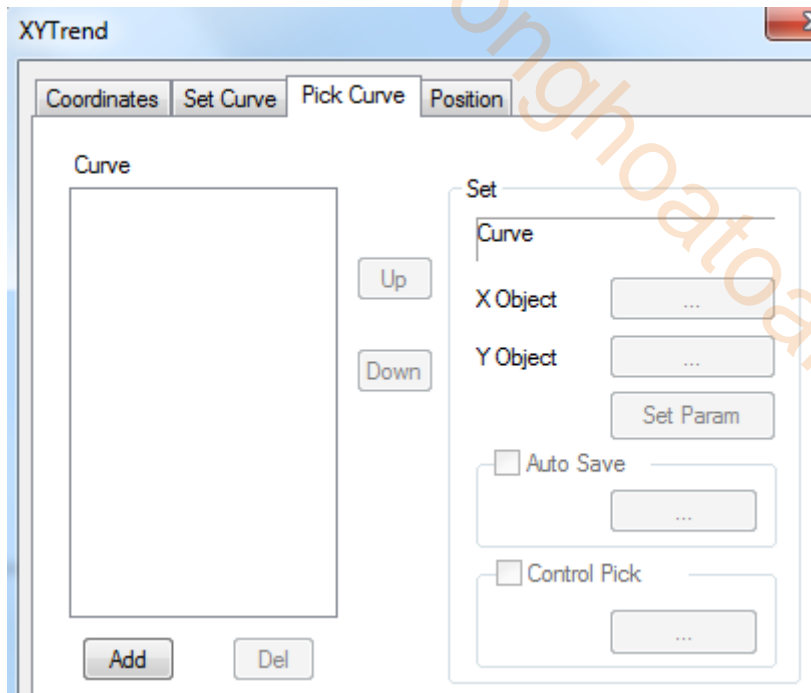 XYTrend
Coordinates Set Curve Pick Curve Position
Curve
Set
Curve
Up
X Object ...
Y Object ...
Down
Set Param
Auto Save
...
Control Pick
...
Add Del
onghoatoa